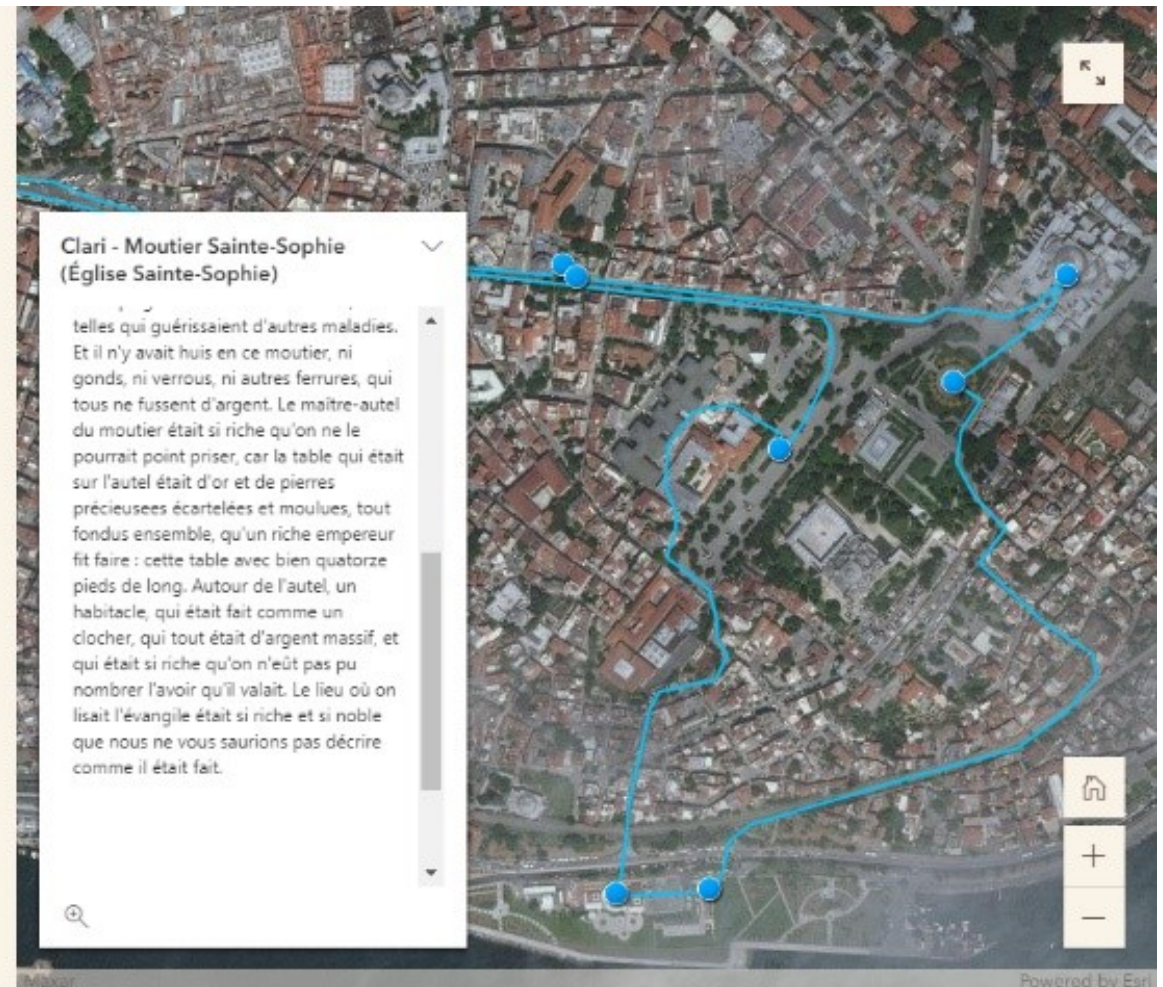 Clari - Moutier Sainte-Sophie
(Église Sainte-Sophie)
telles qui guérissaient d'autres maladies.
Et il n'y avait huis en ce moutier, ni
gonds, ni verrous, ni autres ferrures, qui
tous ne fussent d'argent. Le maître-autel
du moutier était si riche qu'on ne le
pourrait point priser, car la table qui était
sur l'autel était d'or et de pierres
précieusees écartelées et moulues, tout
fondus ensemble, qu'un riche empereur
fit faire : cette table avec bien quatorze
pieds de long. Autour de l'autel, un
habitacle, qui était fait comme un
clocher, qui tout était d'argent massif, et
qui était si riche qu'on n'eût pas pu
nombrer l'avoir qu'il valait. Le lieu où on
lisait l'évangile était si riche et si noble
que nous ne vous saurions pas décrire
comme il était fait.
Maxar
Powered by Esri